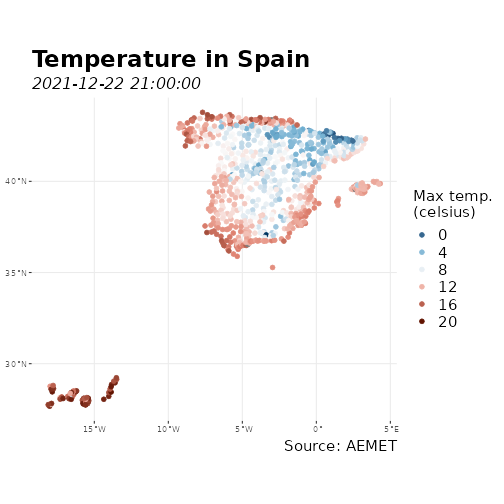 Temperature in Spain
2021-12-22 21:00:00
40°N
35°N
30°N
15°W
10°W
5°W
0°
5°E
Max temp.
(celsius)
0
4
8
12
16
20
Source: AEMET